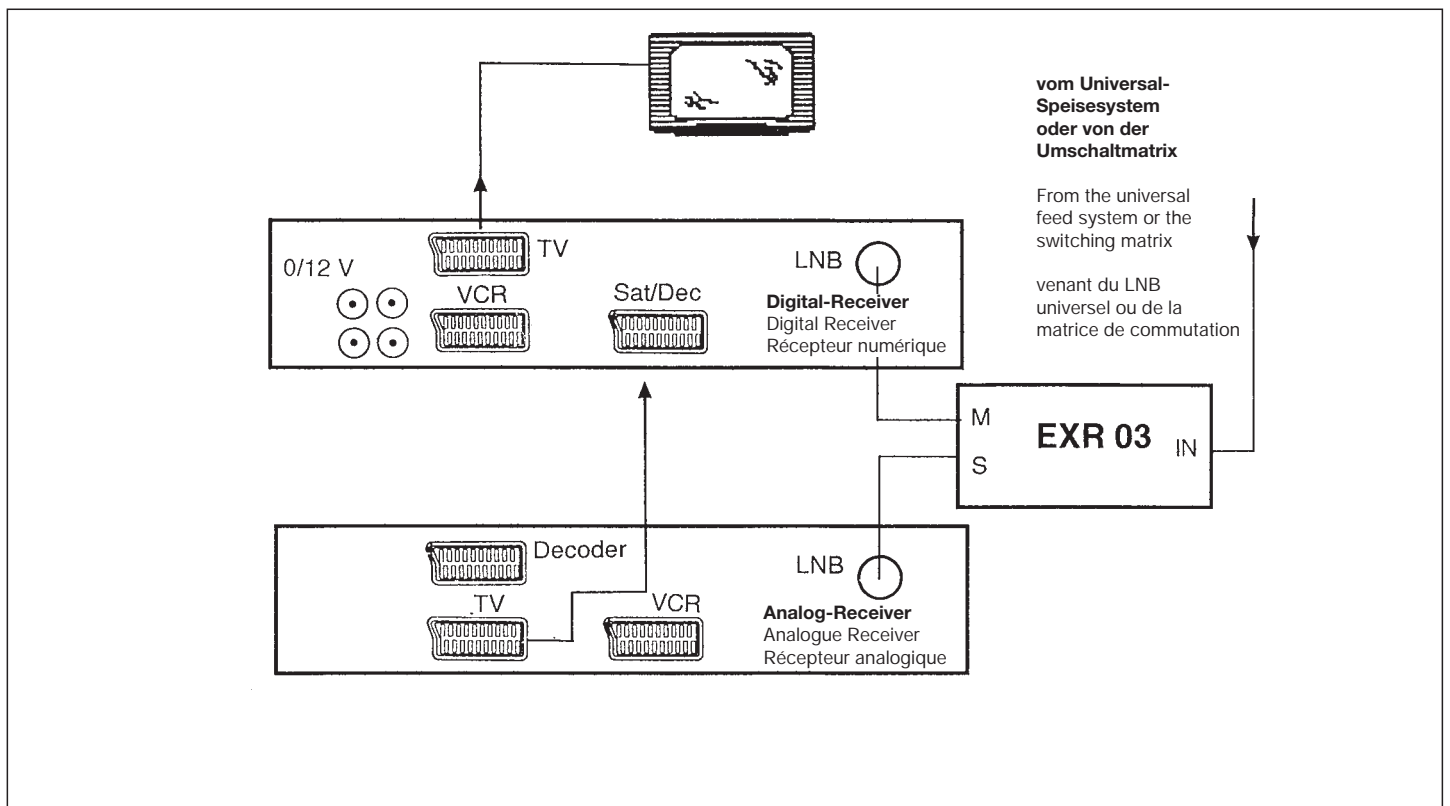 vom Universal-
Speisesystem
oder von der
Umschaltmatrix
From the universal
feed system or the
switching matrix
venant du LNB
universel ou de la
matrice de commutation
0/12 V
TV
VCR
Sat/Dec
LNB
Digital-Receiver
Digital Receiver
Récepteur numérique
M
S
EXR 03
IN
Decoder
TV
VCR
LNB
Analog-Receiver
Analogue Receiver
Récepteur analogique